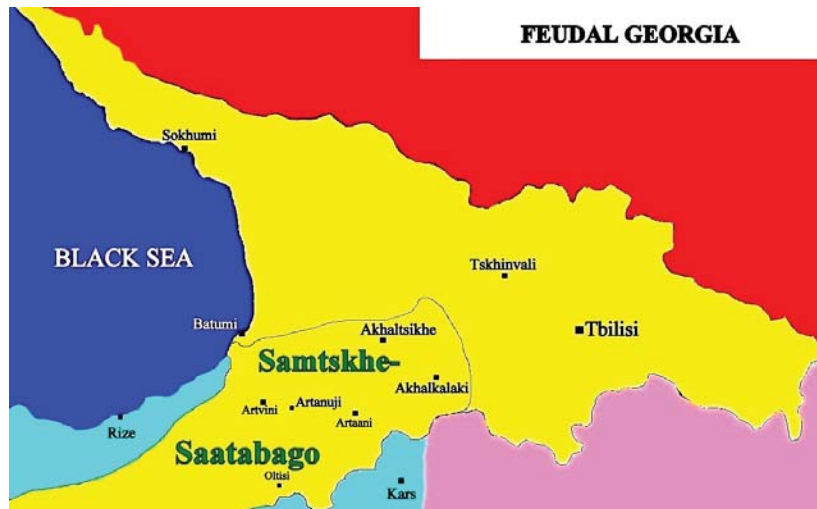 FEUDAL GEORGIA
Sokhumi
BLACK SEA
Tskhinvali
Batumi
Akhaltsikhe
Tbilisi
Samtskhe-
Akhalkalaki
Artvini
Artanuji
Artaani
Rize
Saatabago
Oltisi
Kars